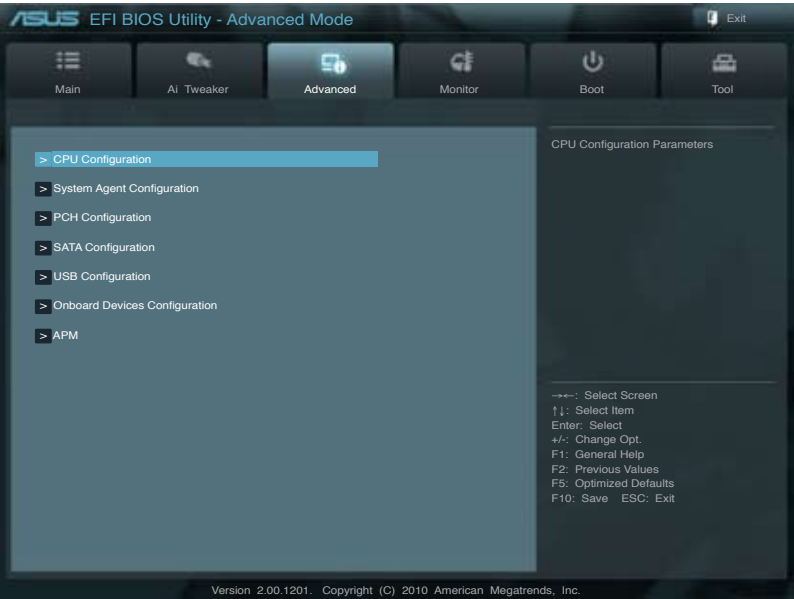 ASUS EFI BIOS Utility - Advanced Mode
Exit
Main
Ai Tweaker
Advanced
Monitor
Boot
Tool
> CPU Configuration
> System Agent Configuration
> PCH Configuration
> SATA Configuration
> USB Configuration
> Onboard Devices Configuration
> APM
CPU Configuration Parameters
→←: Select Screen
↑↓: Select Item
Enter: Select
+/-: Change Opt.
F1: General Help
F2: Previous Values
F5: Optimized Defaults
F10: Save ESC: Exit
Version 2.00.1201. Copyright (C) 2010 American Megatrends, Inc.